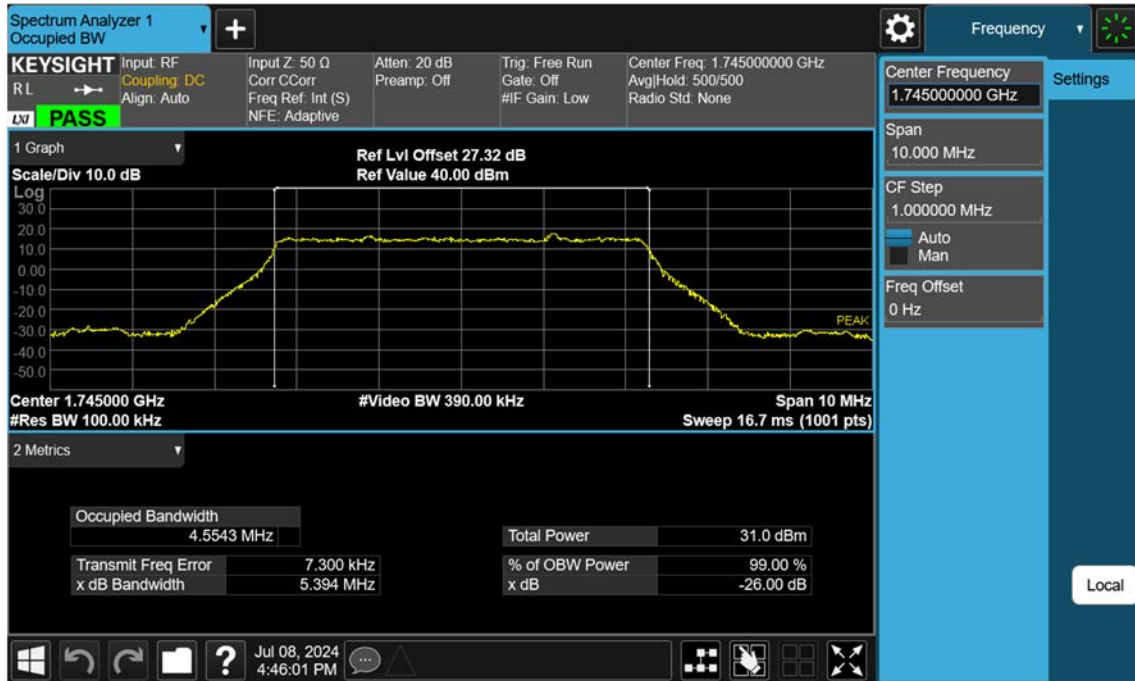 Spectrum Analyzer 1
Occupied BW
+
Frequency
KEYSIGHT
R L
LXI
PASS
Input: RF
Coupling: DC
Align: Auto
Input Z: 50 Ω
Corr CCorr
Freq Ref: Int (S)
NFE: Adaptive
Atten: 20 dB
Preamp: Off
Trig: Free Run
Gate: Off
#IF Gain: Low
Center Freq: 1.745000000 GHz
Avg|Hold: 500/500
Radio Std: None
Center Frequency
1.745000000 GHz
Settings
Span
10.000 MHz
CF Step
1.000000 MHz
Auto
Man
Freq Offset
0 Hz
Local
1 Graph
Scale/Div 10.0 dB
Ref Lvl Offset 27.32 dB
Ref Value 40.00 dBm
Log
30.0
20.0
10.0
0.00
-10.0
-20.0
-30.0
-40.0
-50.0
PEAK
Center 1.745000 GHz
#Video BW 390.00 kHz
Span 10 MHz
#Res BW 100.00 kHz
Sweep 16.7 ms (1001 pts)
2 Metrics
Occupied Bandwidth
4.5543 MHz
Total Power 31.0 dBm
Transmit Freq Error 7.300 kHz
% of OBW Power 99.00 %
x dB Bandwidth 5.394 MHz
x dB -26.00 dB
?
Jul 08, 2024
4:46:01 PM